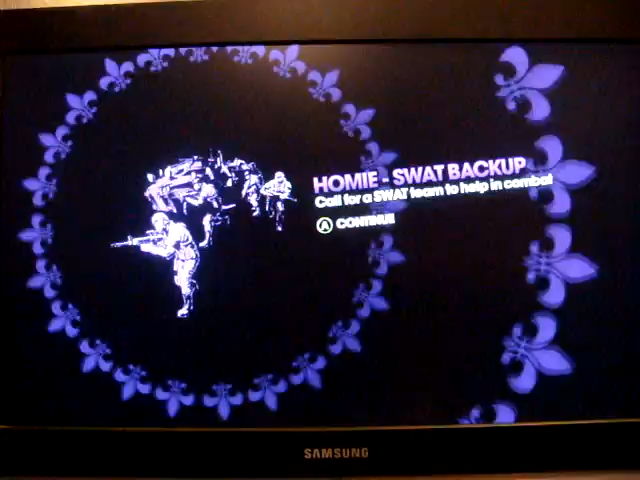 HOMIE - SWAT BACKUP
Call for a SWAT team to help in combat
A CONTINUE
SAMSUNG